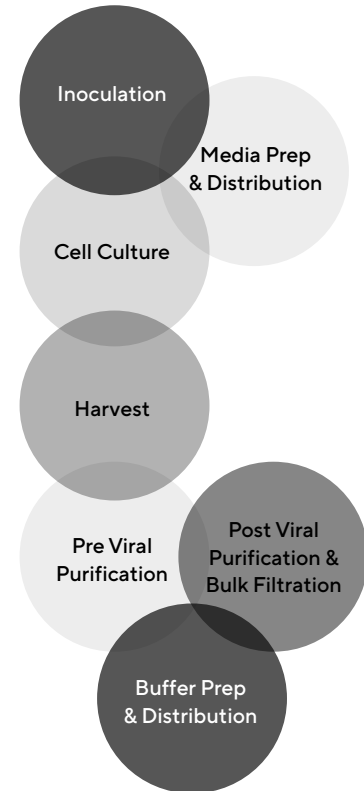 Inoculation
Media Prep
& Distribution
Cell Culture
Harvest
Pre Viral
Purification
Post Viral
Purification &
Bulk Filtration
Buffer Prep
& Distribution